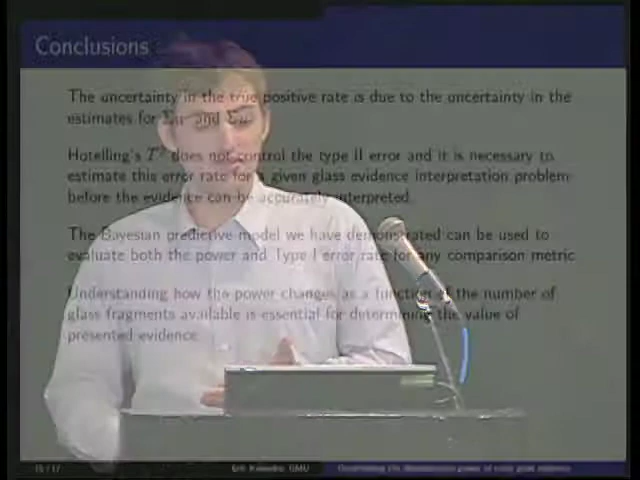 Conclusions
The uncertainty in the true positive rate is due to the uncertainty in the
estimates for
and
Hotelling's T² does not control the type II error and it is necessary to
estimate this error rate for a given glass evidence interpretation problem
before the evidence can be accurately interpreted.
The Bayesian predictive model we have demonstrated can be used to
evaluate both the power and Type I error rate for any comparison metric
Understanding how the power changes as a function of the number of
glass fragments available is essential for determining the value of
presented evidence.
15 / 17
GMU